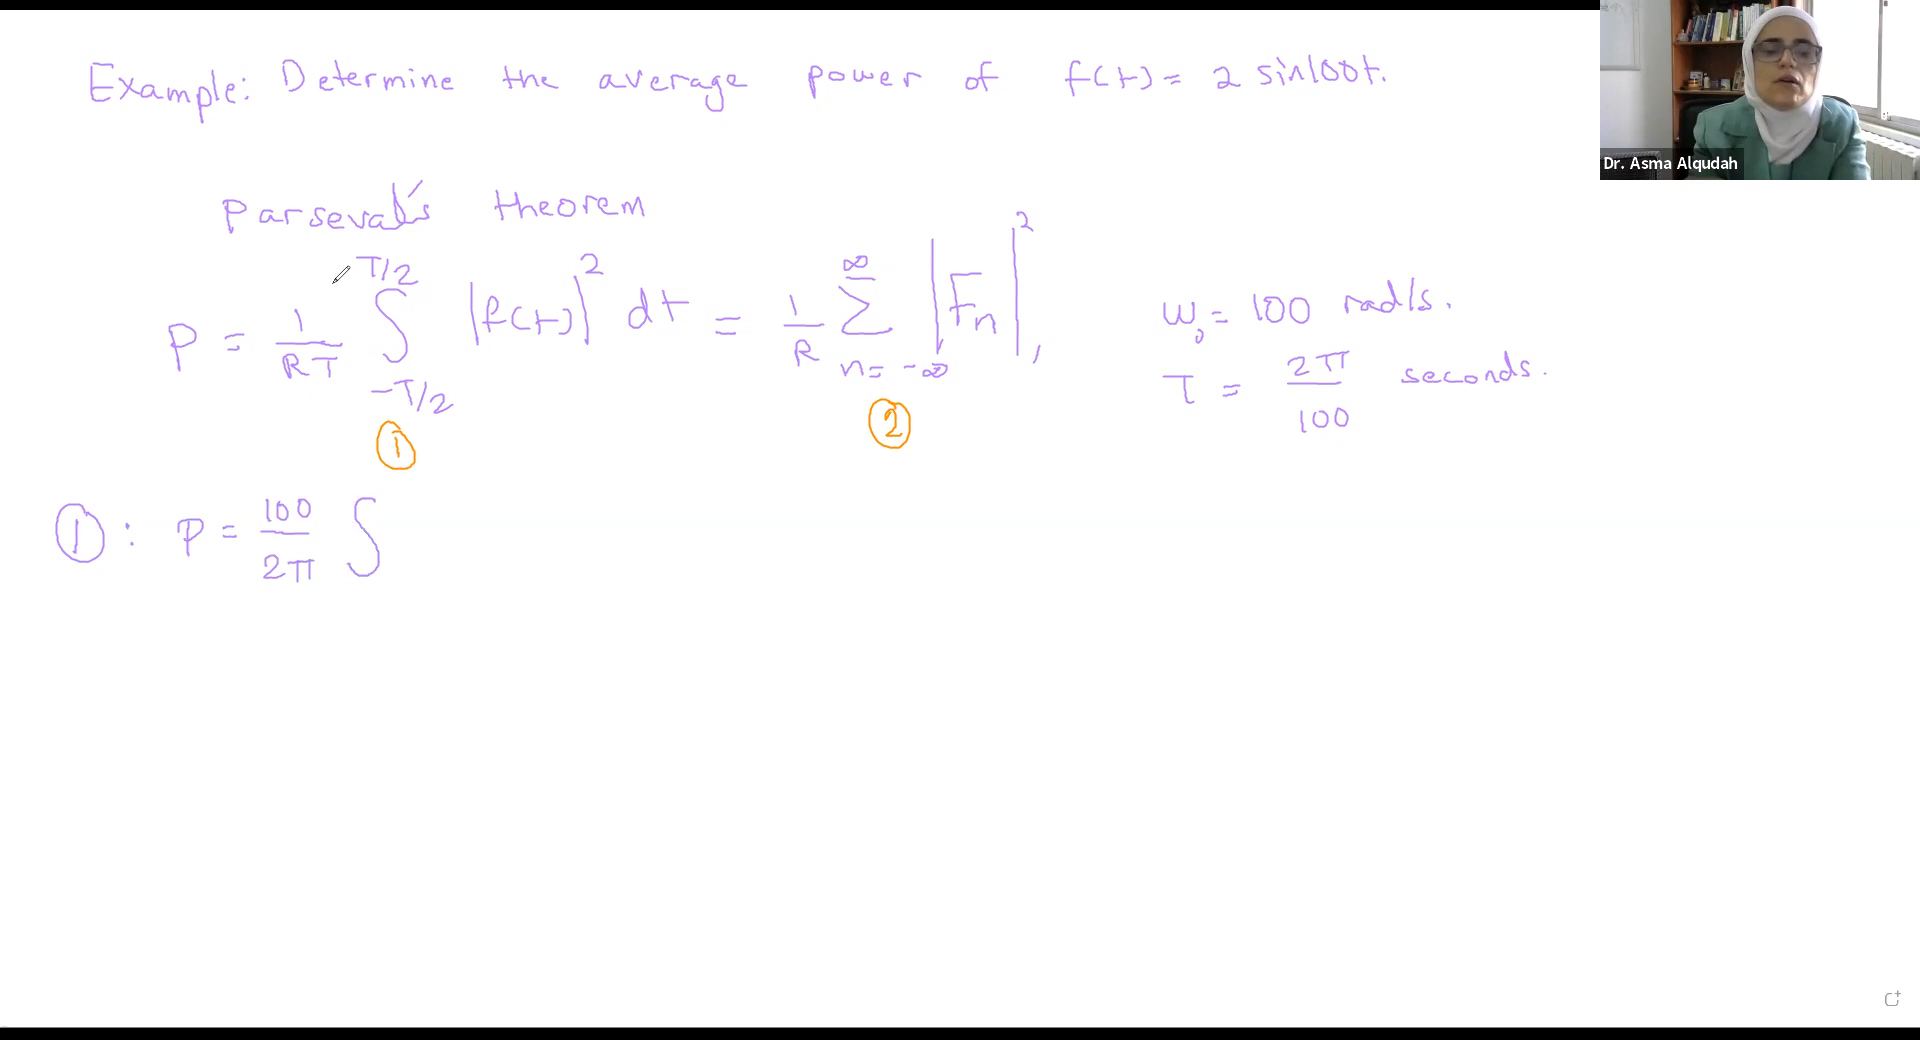 Example: Determine the average power of f(t) = 2 sin100t.
Dr. Asma Alqudah
Parseval's theorem
P = 1/RT ∫_{-T/2}^{T/2} |f(t)|² dt = 1/R ∑_{n=-∞}^{∞} |Fn|²,
① ②
ω₀ = 100 rad/s.
T = 2π/100 seconds.
①: P = 100/2π ∫